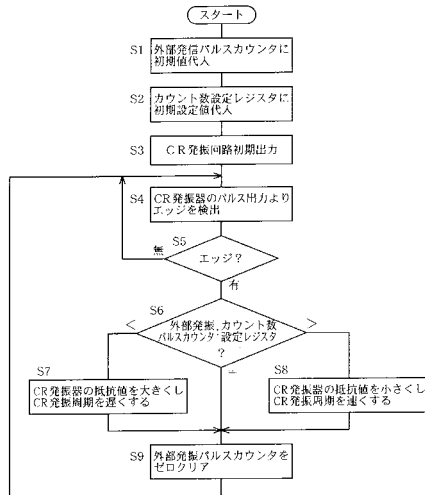 スタート
S1
外部発信パルスカウンタに
初期値代入
S2
カウント数設定レジスタに
初期設定値代入
S3
CR発振回路初期出力
S4
CR発振器のパルス出力より
エッジを検出
S5
エッジ?
無
有
S6
外部発振 : カウント数
パルスカウンタ : 設定レジスタ
?
<
>
=
S7
CR発振器の抵抗値を大きくし
CR発振周期を遅くする
S8
CR発振器の抵抗値を小さくし
CR発振周期を速くする
S9
外部発振パルスカウンタを
ゼロクリア